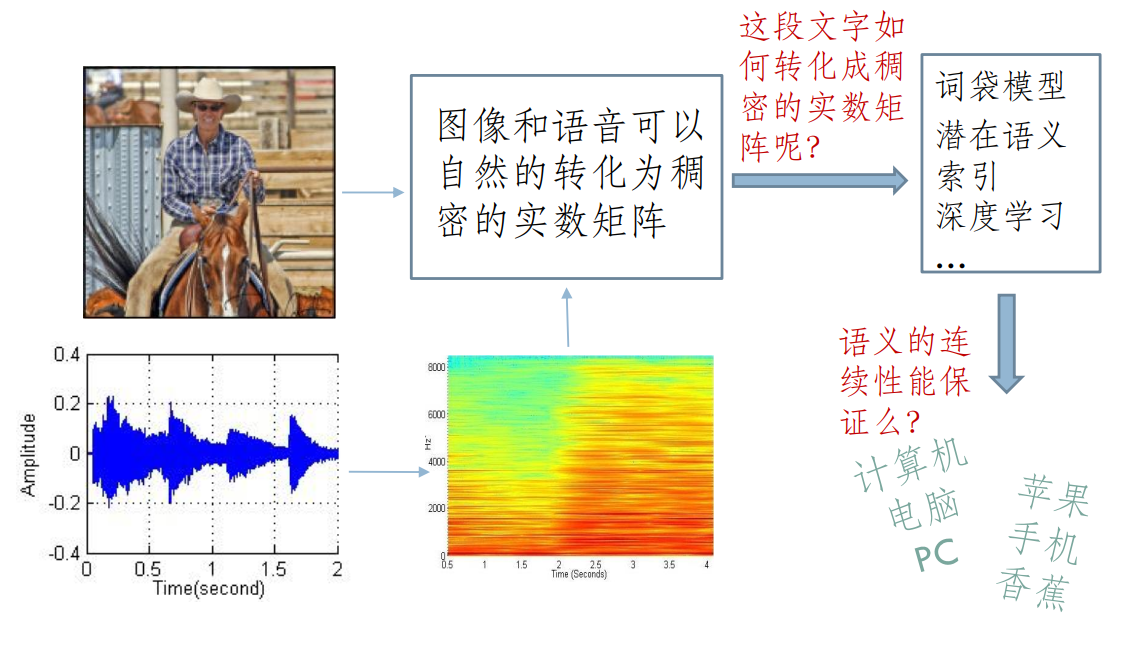 这段文字如
何转化成稠
密的实数矩
阵呢?
图像和语音可以
自然的转化为稠
密的实数矩阵
词袋模型
潜在语义
索引
深度学习
...
0.4
0.2
0
-0.2
-0.4
Amplitude
0 0.5 1 1.5 2
Time(second)
8000
6000
4000
2000
0
Hz
0.5 1 1.5 2 2.5 3 3.5 4
Time (Seconds)
语义的连
续性能保
证么?
计算机
电脑
PC
苹果
手机
香蕉